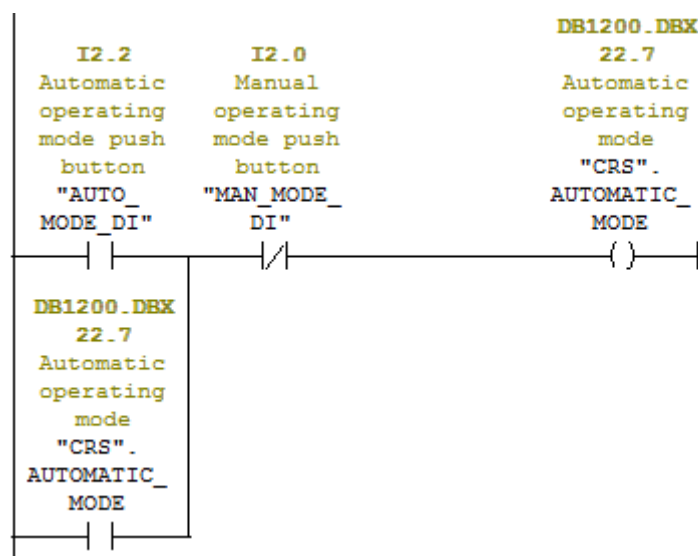 I2.2
Automatic
operating
mode push
button
"AUTO_
MODE_DI"
I2.0
Manual
operating
mode push
button
"MAN_MODE_
DI"
DB1200.DBX
22.7
Automatic
operating
mode
"CRS".
AUTOMATIC_
MODE
DB1200.DBX
22.7
Automatic
operating
mode
"CRS".
AUTOMATIC_
MODE